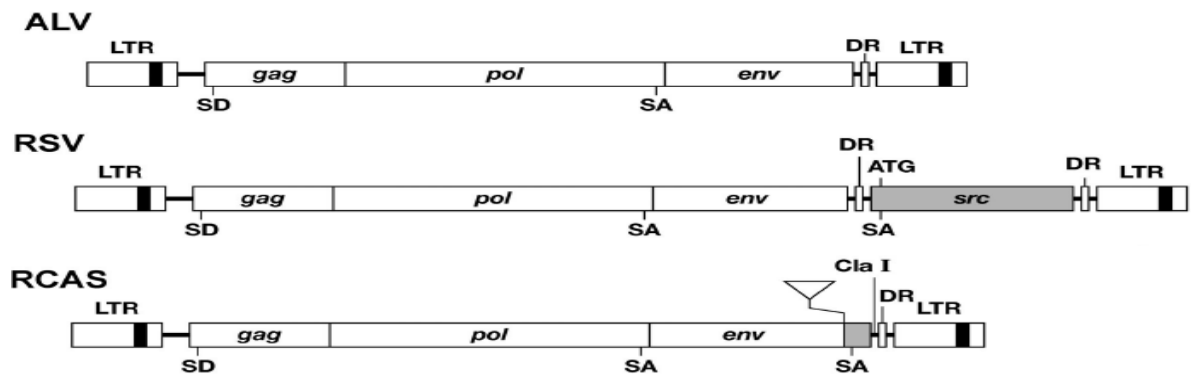 ALV
LTR DR LTR
gag pol env
SD SA
RSV
DR
LTR ATG DR LTR
gag pol env src
SD SA SA
RCAS
Cla I
LTR DR LTR
gag pol env
SD SA SA